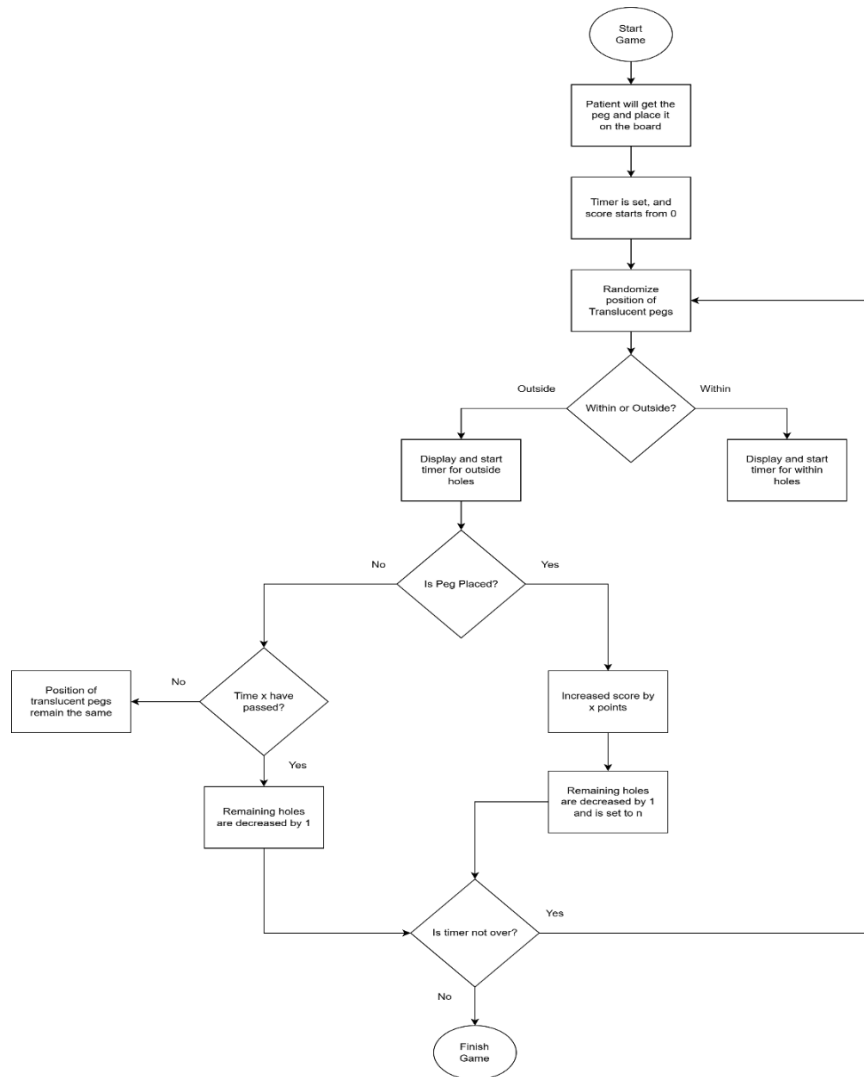 Start
Game
Patient will get the
peg and place it
on the board
Timer is set, and
score starts from 0
Randomize
position of
Translucent pegs
Outside
Within or Outside?
Within
Display and start
timer for outside
holes
Display and start
timer for within
holes
No
Is Peg Placed?
Yes
No
Position of
translucent pegs
remain the same
Time x have
passed?
Increased score by
x points
Yes
Remaining holes
are decreased by 1
Remaining holes
are decreased by 1
and is set to n
Is timer not over?
Yes
No
Finish
Game